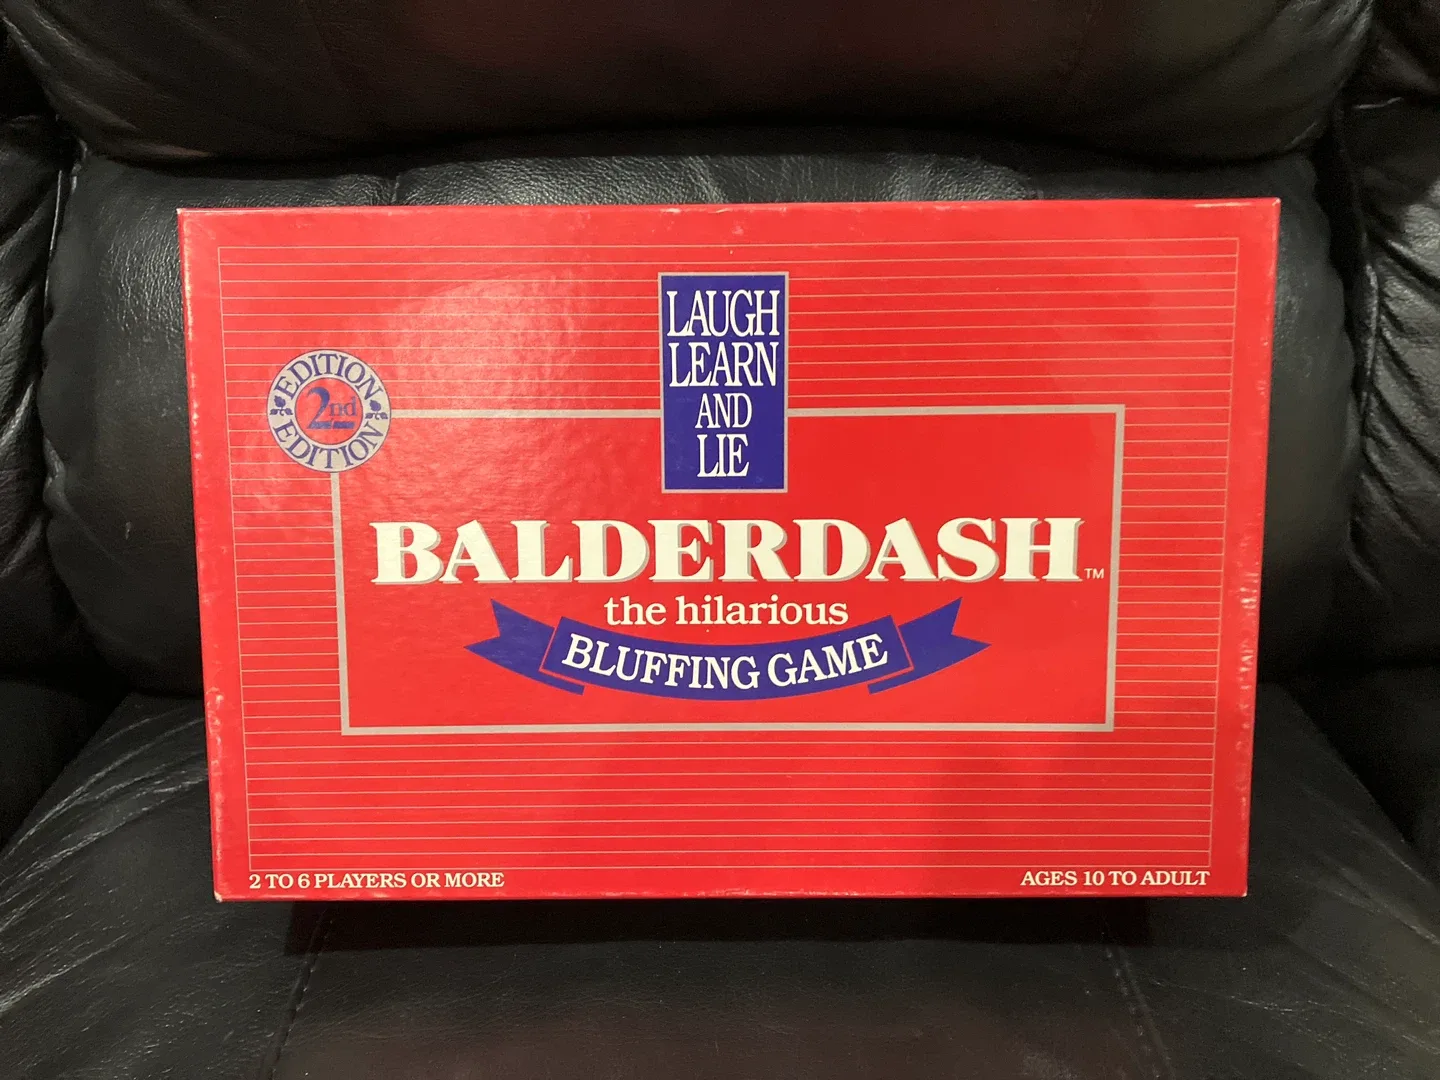 LAUGH
LEARN
AND
LIE
EDITION
2nd
EDITION
BALDERDASH™
the hilarious
BLUFFING GAME
2 TO 6 PLAYERS OR MORE
AGES 10 TO ADULT